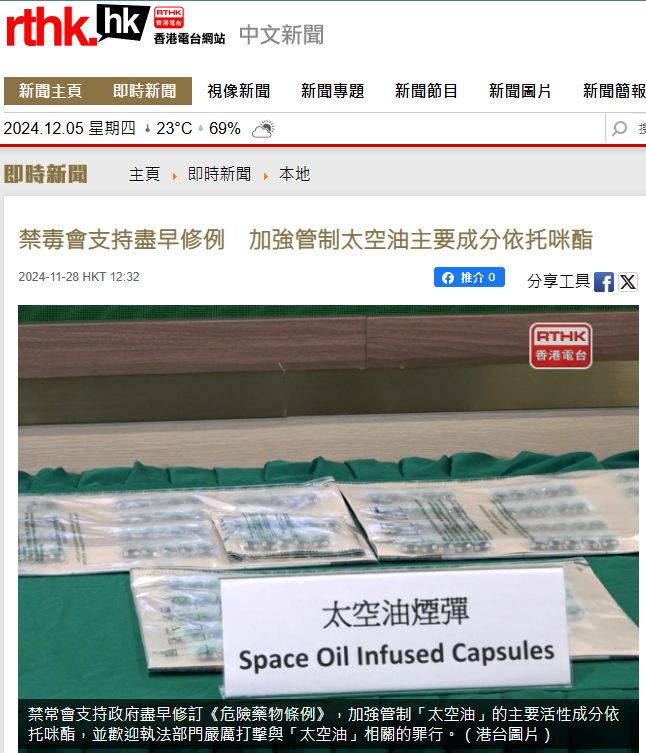 rthk.hk RTHK 香港電台 香港電台網站 中文新聞
新聞主頁 即時新聞 視像新聞 新聞專題 新聞節目 新聞圖片 新聞簡報
2024.12.05 星期四 23°C 69%
即時新聞 主頁 即時新聞 本地
禁毒會支持盡早修例 加強管制太空油主要成分依托咪酯
2024-11-28 HKT 12:32 推介 0 分享工具
RTHK
香港電台
太空油煙彈
Space Oil Infused Capsules
禁常會支持政府盡早修訂《危險藥物條例》，加強管制「太空油」的主要活性成分依
托咪酯，並歡迎執法部門嚴厲打擊與「太空油」相關的罪行。（港台圖片）